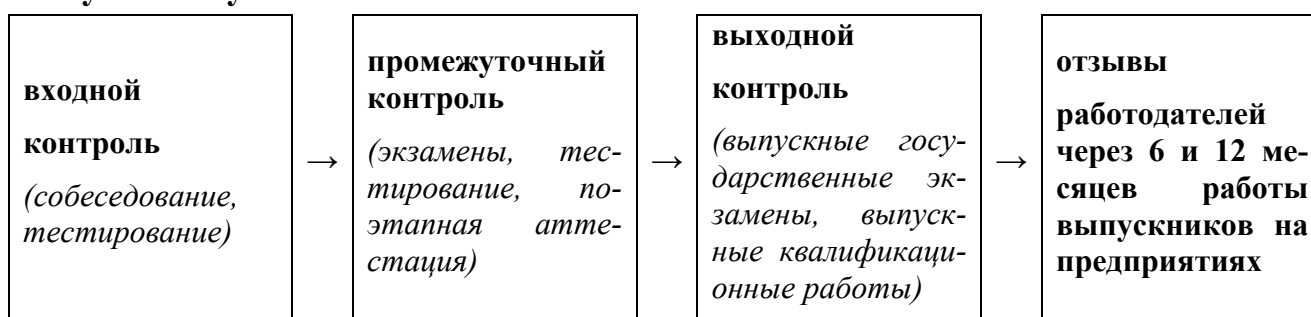 входной
контроль
(собеседование,
тестирование)
→
промежуточный
контроль
(экзамены, тес-
тирование, по-
этапная атте-
стация)
→
выходной
контроль
(выпускные госу-
дарственные эк-
замены, выпуск-
ные квалификаци-
онные работы)
→
отзывы
работодателей
через 6 и 12 ме-
сяцев работы
выпускников на
предприятиях